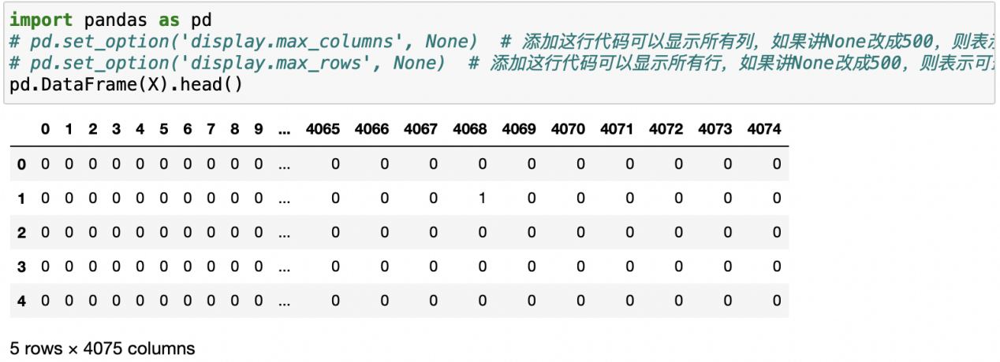 import pandas as pd
# pd.set_option('display.max_columns', None)  # 添加这行代码可以显示所有列，如果讲None改成500，则表
# pd.set_option('display.max_rows', None)  # 添加这行代码可以显示所有行，如果讲None改成500，则表示可
pd.DataFrame(X).head()
0 1 2 3 4 5 6 7 8 9 ... 4065 4066 4067 4068 4069 4070 4071 4072 4073 4074
0 0 0 0 0 0 0 0 0 0 0 ... 0 0 0 0 0 0 0 0 0 0
1 0 0 0 0 0 0 0 0 0 0 ... 0 0 0 1 0 0 0 0 0 0
2 0 0 0 0 0 0 0 0 0 0 ... 0 0 0 0 0 0 0 0 0 0
3 0 0 0 0 0 0 0 0 0 0 ... 0 0 0 0 0 0 0 0 0 0
4 0 0 0 0 0 0 0 0 0 0 ... 0 0 0 0 0 0 0 0 0 0
5 rows × 4075 columns